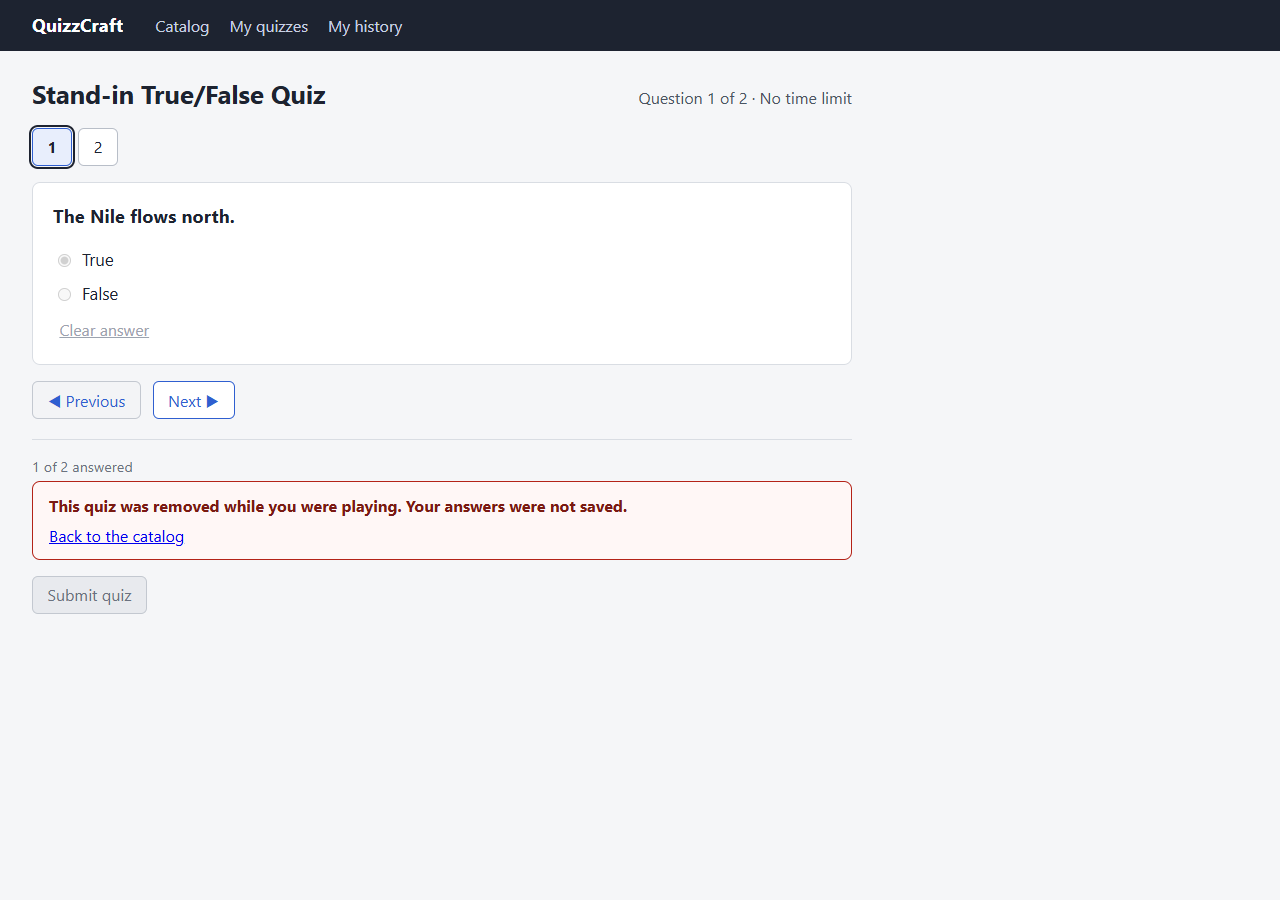 QuizzCraft Catalog My quizzes My history
Stand-in True/False Quiz Question 1 of 2 · No time limit
1 2
The Nile flows north.
True
False
Clear answer
◀ Previous Next ▶
1 of 2 answered
This quiz was removed while you were playing. Your answers were not saved.
Back to the catalog
Submit quiz